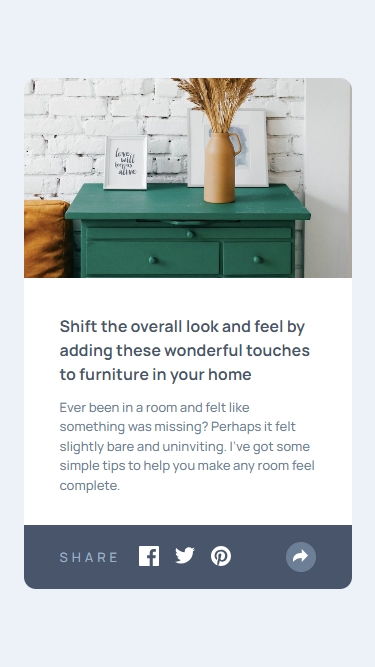 love
will
keep us
alive
Shift the overall look and feel by
adding these wonderful touches
to furniture in your home
Ever been in a room and felt like
something was missing? Perhaps it felt
slightly bare and uninviting. I've got some
simple tips to help you make any room feel
complete.
SHARE